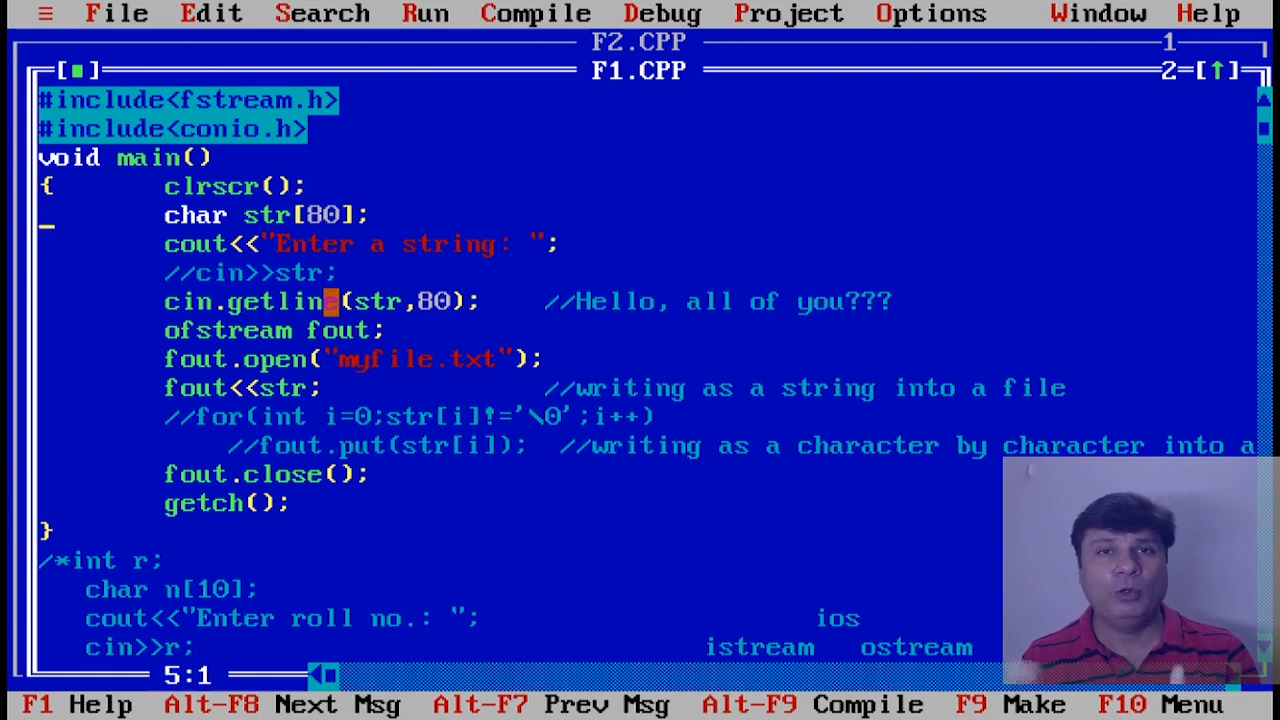 ≡ File Edit Search Run Compile Debug Project Options Window Help
F2.CPP 1
[■] F1.CPP 2=[↑]
#include<fstream.h>
#include<conio.h>
void main()
{ clrscr();
char str[80];
cout<<"Enter a string: ";
//cin>>str;
cin.getline(str,80); //Hello, all of you???
ofstream fout;
fout.open("myfile.txt");
fout<<str; //writing as a string into a file
//for(int i=0;str[i]!='\0';i++)
//fout.put(str[i]); //writing as a character by character into a
fout.close();
getch();
}
/*int r;
char n[10];
cout<<"Enter roll no.: "; ios
cin>>r; istream ostream
5:1
F1 Help Alt-F8 Next Msg Alt-F7 Prev Msg Alt-F9 Compile F9 Make F10 Menu